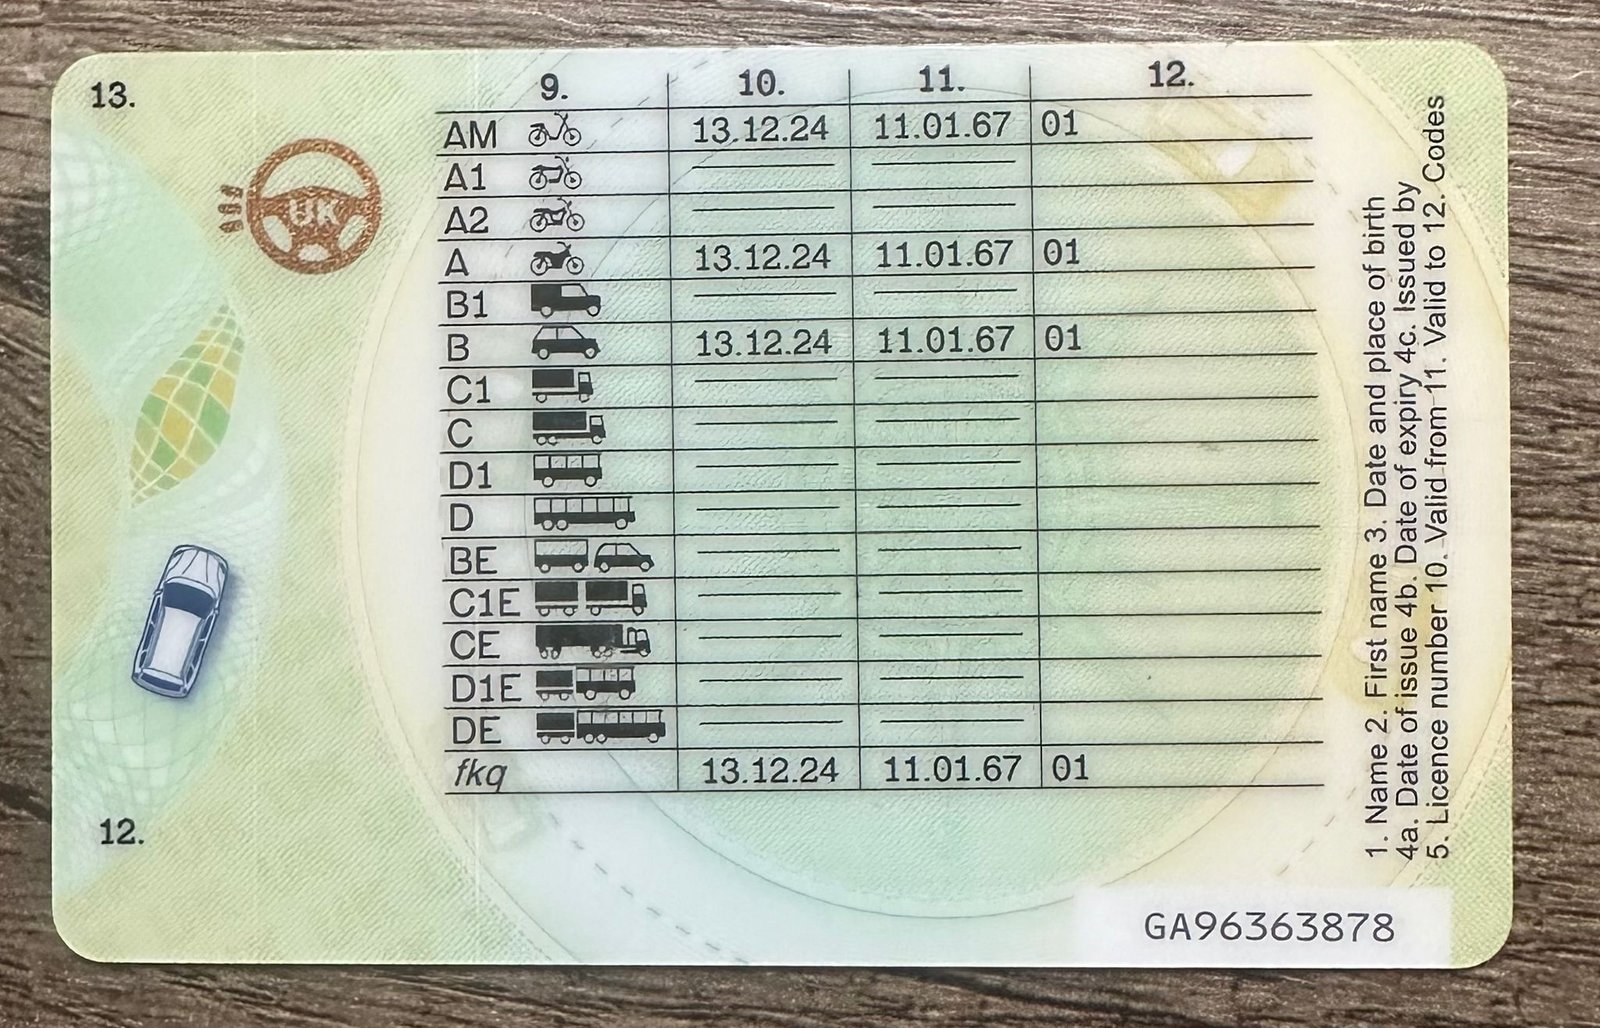 13.
UK
9. 10. 11. 12.
AM 13.12.24 11.01.67 01
A1
A2
A 13.12.24 11.01.67 01
B1
B 13.12.24 11.01.67 01
C1
C
D1
D
BE
C1E
CE
D1E
DE
fkq 13.12.24 11.01.67 01
12.
1. Name 2. First name 3. Date and place of birth
4a. Date of issue 4b. Date of expiry 4c. Issued by
5. Licence number 10. Valid from 11. Valid to 12. Codes
GA96363878